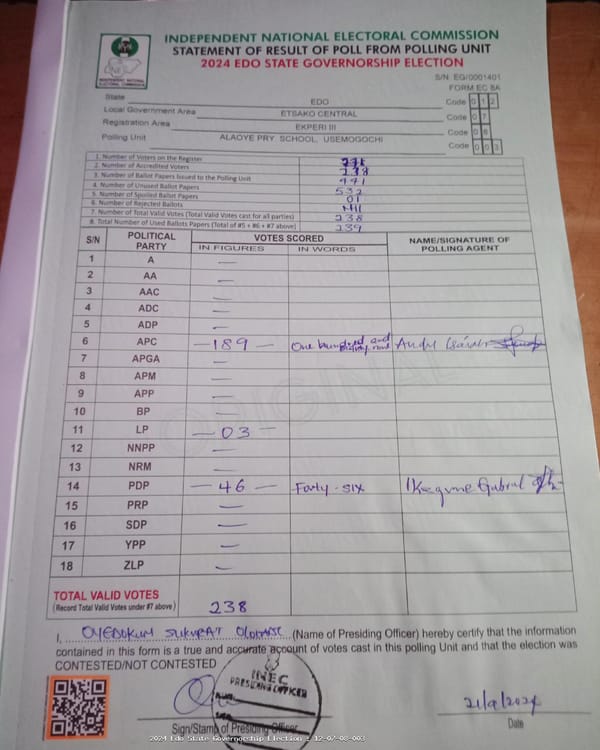 INDEPENDENT NATIONAL ELECTORAL COMMISSION
STATEMENT OF RESULT OF POLL FROM POLLING UNIT
2024 EDO STATE GOVERNORSHIP ELECTION
INDEPENDENT NATIONAL ELECTORAL COMMISSION
S/N: EG/0001401
FORM EC 8A
State EDO Code 0 1 2
Local Government Area ETSAKO CENTRAL Code 0 7
Registration Area EKPERI III Code 0 8
Polling Unit ALAOYE PRY. SCHOOL, USEMOGOCHI Code 0 0 3
1. Number of Voters on the Register
2. Number of Accredited Voters 238
3. Number of Ballot Papers Issued to the Polling Unit
4. Number of Unused Ballot Papers 532
5. Number of Spoiled Ballot Papers 01
6. Number of Rejected Ballots Nil
7. Number of Total Valid Votes (Total Valid Votes cast for all parties) 238
8. Total Number of Used Ballots Papers (Total of #5 + #6 + #7 above) 239
S/N POLITICAL PARTY VOTES SCORED NAME/SIGNATURE OF POLLING AGENT
IN FIGURES IN WORDS
1 A —
2 AA —
3 AAC —
4 ADC —
5 ADP —
6 APC —189— One hundred and eighty nine Andy
7 APGA —
8 APM —
9 APP —
10 BP —
11 LP —03—
12 NNPP —
13 NRM —
14 PDP —46— Forty-six Gabriel
15 PRP —
16 SDP —
17 YPP —
18 ZLP —
ORIGINAL
TOTAL VALID VOTES
(Record Total Valid Votes under #7 above) 238
I, SUKURAT (Name of Presiding Officer) hereby certify that the information
contained in this form is a true and accurate account of votes cast in this polling Unit and that the election was
CONTESTED/NOT CONTESTED
INEC
PRESIDING OFFICER
21/9/2024
Sign/Stamp of Presiding Officer Date
2024 Edo State Governorship Election : 12-07-08-003